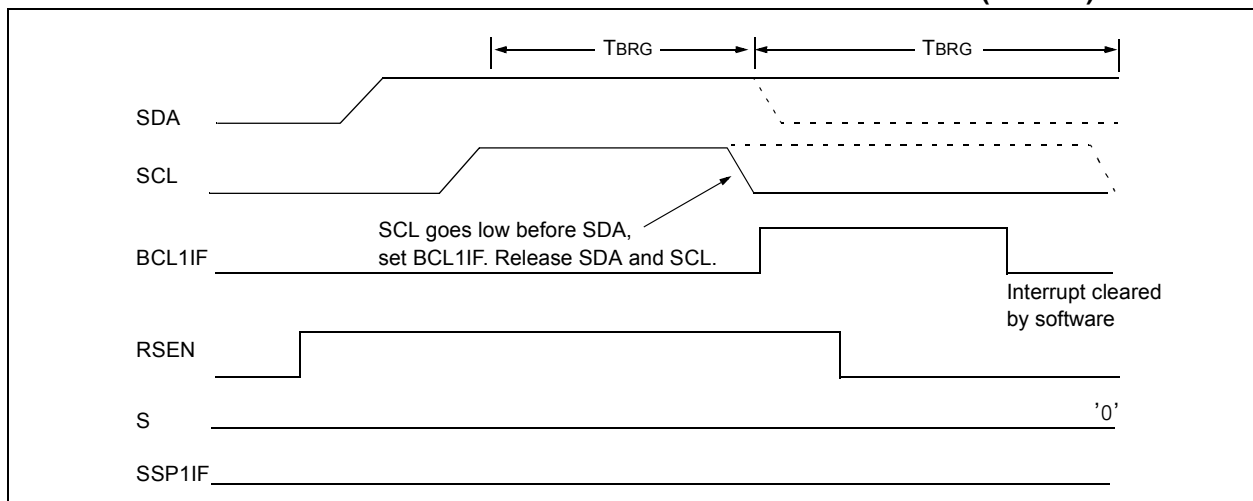 TBRG TBRG
SDA
SCL
SCL goes low before SDA,
set BCL1IF. Release SDA and SCL.
BCL1IF
Interrupt cleared
by software
RSEN
S '0'
SSP1IF